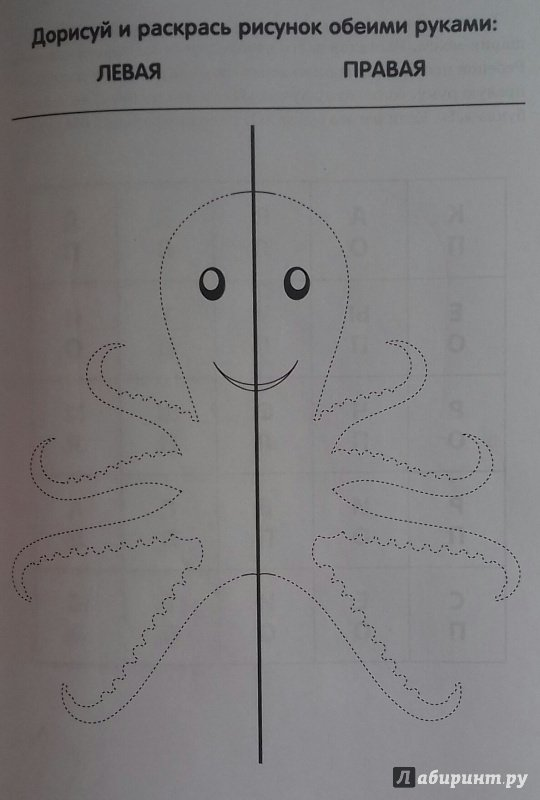 Дорисуй и раскрась рисунок обеими руками:
ЛЕВАЯ ПРАВАЯ
Лабиринт.ру